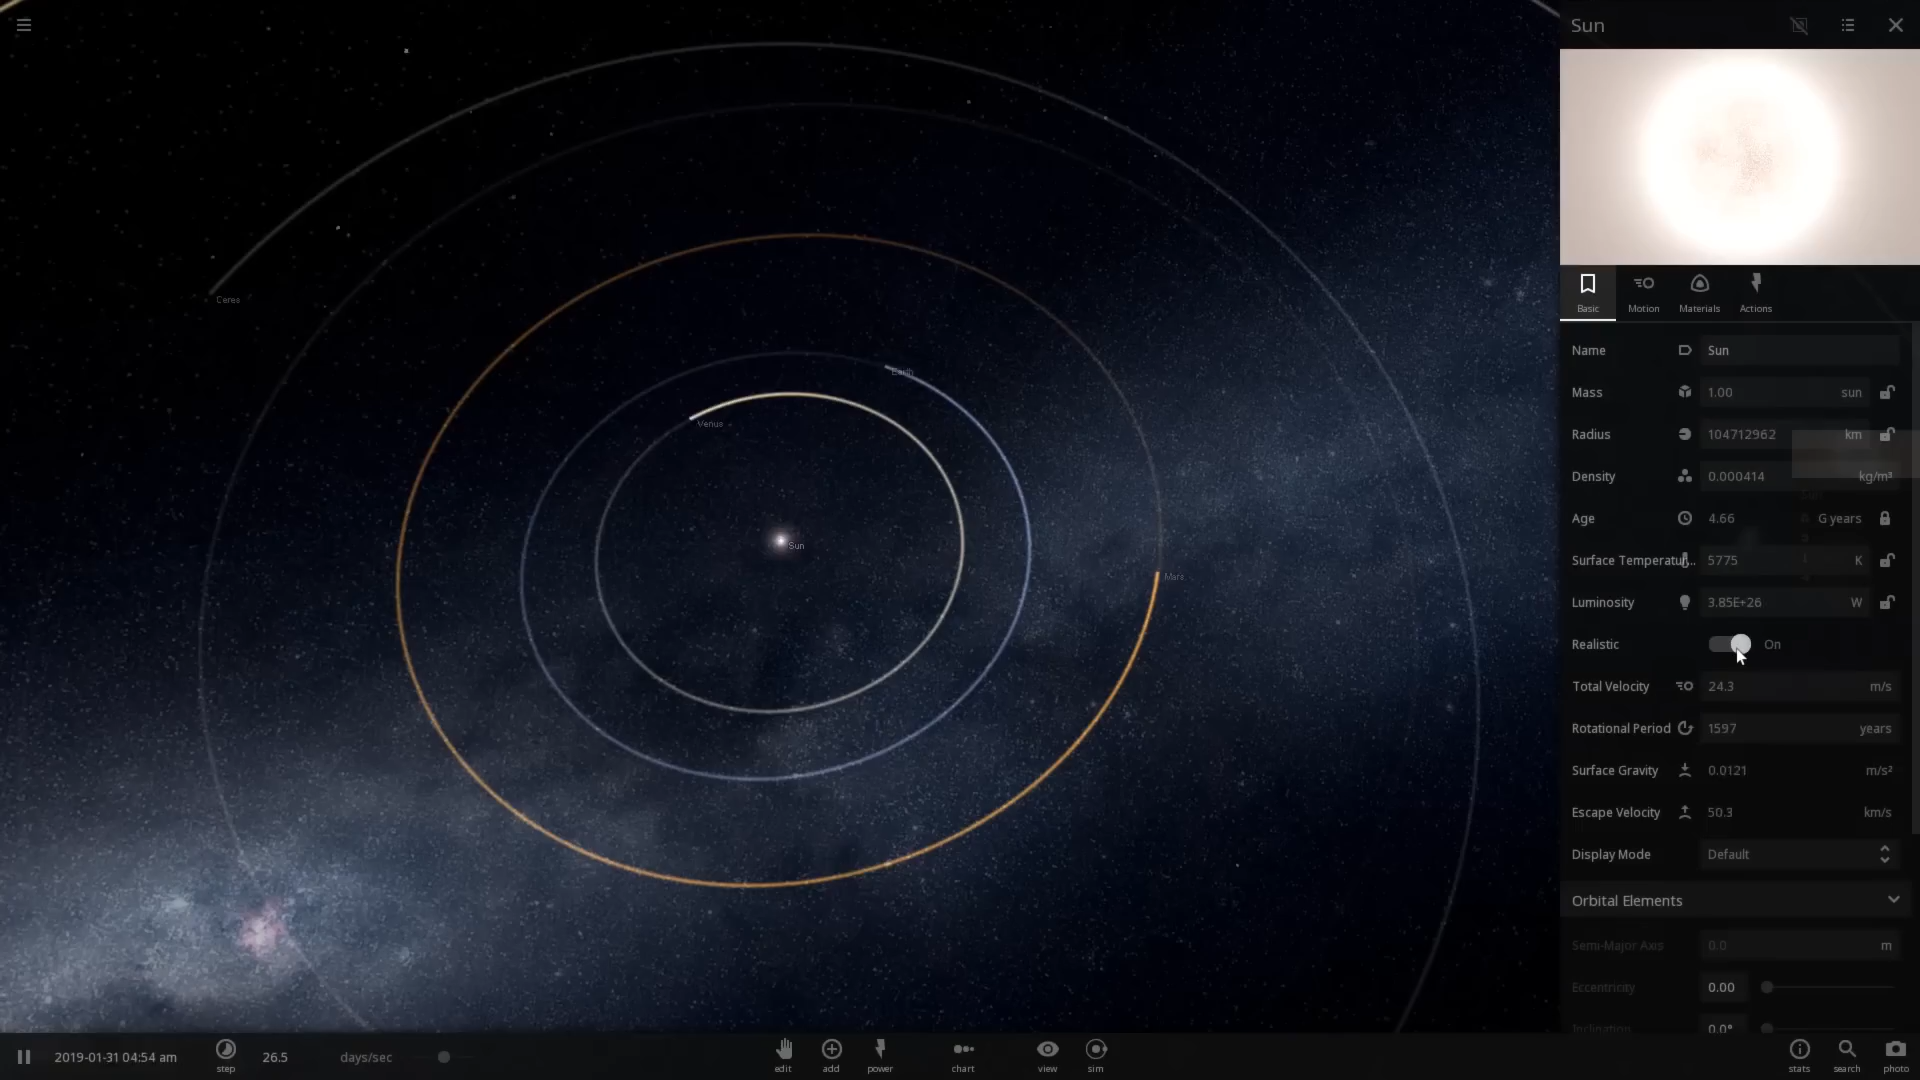 Sun
Ceres
Earth
Venus
Sun
Mars
Basic
Motion
Materials
Actions
Name Sun
Mass 1.00 sun
Radius 104712962 km
Density 0.000414 kg/m³
Age 4.66 G years
Surface Temperatur... 5775 K
Luminosity 3.85E+26 W
Realistic On
Total Velocity 24.3 m/s
Rotational Period 1597 years
Surface Gravity 0.0121 m/s²
Escape Velocity 50.3 km/s
Display Mode Default
Orbital Elements
Semi-Major Axis 0.0 m
Eccentricity 0.00
Inclination 0.0°
2019-01-31 04:54 am
step
26.5 days/sec
edit
add
power
chart
view
sim
stats
search
photo